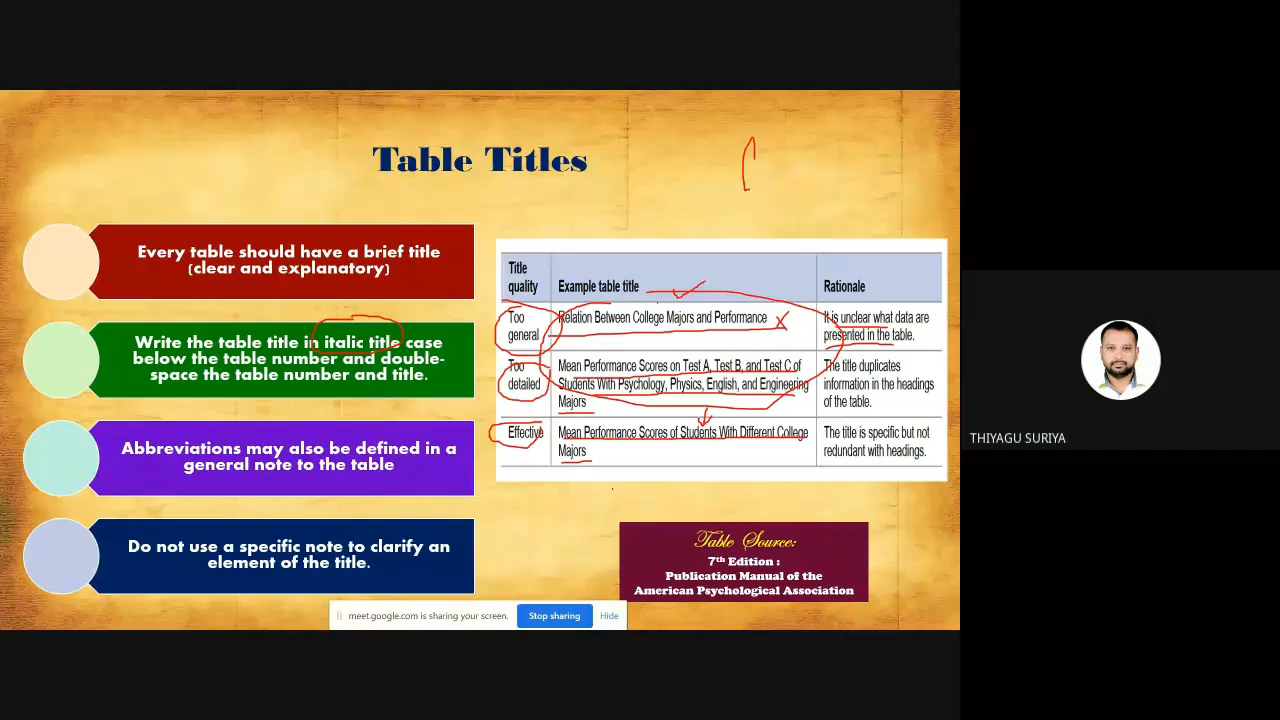 Table Titles
Every table should have a brief title
(clear and explanatory)
Write the table title in italic title case
below the table number and double-
space the table number and title.
Abbreviations may also be defined in a
general note to the table
Do not use a specific note to clarify an
element of the title.
Title
quality
Example table title
Rationale
Too
general
Relation Between College Majors and Performance
It is unclear what data are
presented in the table.
Too
detailed
Mean Performance Scores on Test A, Test B, and Test C of
Students With Psychology, Physics, English, and Engineering
Majors
The title duplicates
information in the headings
of the table.
Effective
Mean Performance Scores of Students With Different College
Majors
The title is specific but not
redundant with headings.
Table Source:
7th Edition :
Publication Manual of the
American Psychological Association
meet.google.com is sharing your screen.
Stop sharing
Hide
THIYAGU SURIYA